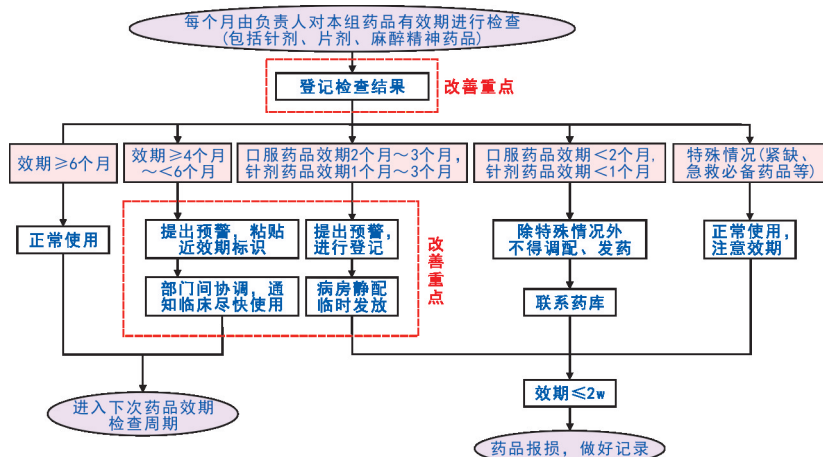 每个月由负责人对本组药品有效期进行检查
(包括针剂、片剂、麻醉精神药品)
登记检查结果
改善重点
效期≥6个月
效期≥4个月
～<6个月
口服药品效期2个月～3个月，
针剂药品效期1个月～3个月
口服药品效期<2个月，
针剂药品效期<1个月
特殊情况(紧缺、
急救必备药品等)
正常使用
提出预警，粘贴
近效期标识
提出预警，
进行登记
除特殊情况外
不得调配、发药
正常使用，
注意效期
改善重点
部门间协调，通
知临床尽快使用
病房静配
临时发放
联系药库
效期≤2w
进入下次药品效期
检查周期
药品报损，做好记录